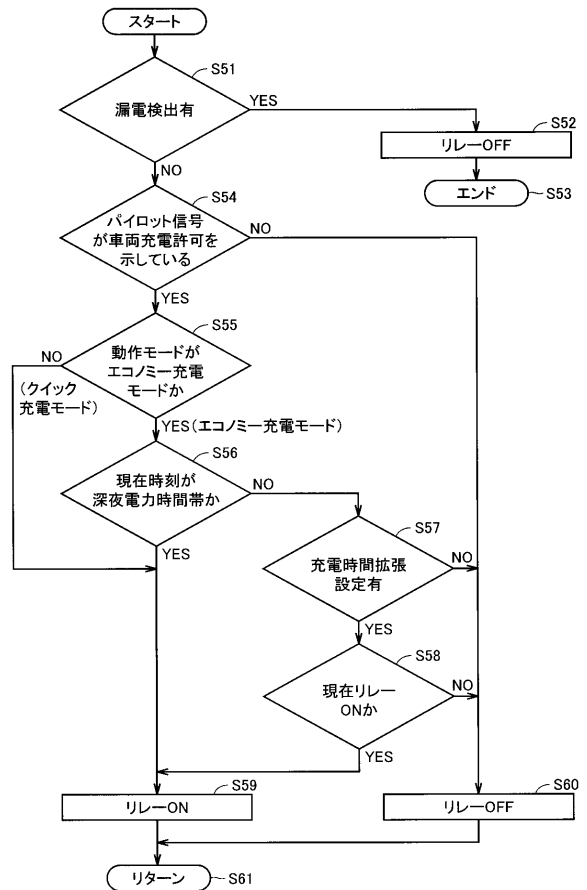 スタート
S51
漏電検出有
YES
S52
リレーOFF
NO
エンド
S53
S54
パイロット信号
が車両充電許可を
示している
NO
YES
S55
動作モードが
エコノミー充電
モードか
NO
(クイック
充電モード)
YES(エコノミー充電モード)
S56
現在時刻が
深夜電力時間帯か
NO
YES
S57
充電時間拡張
設定有
NO
YES
S58
現在リレー
ONか
NO
YES
S59
リレーON
S60
リレーOFF
リターン
S61